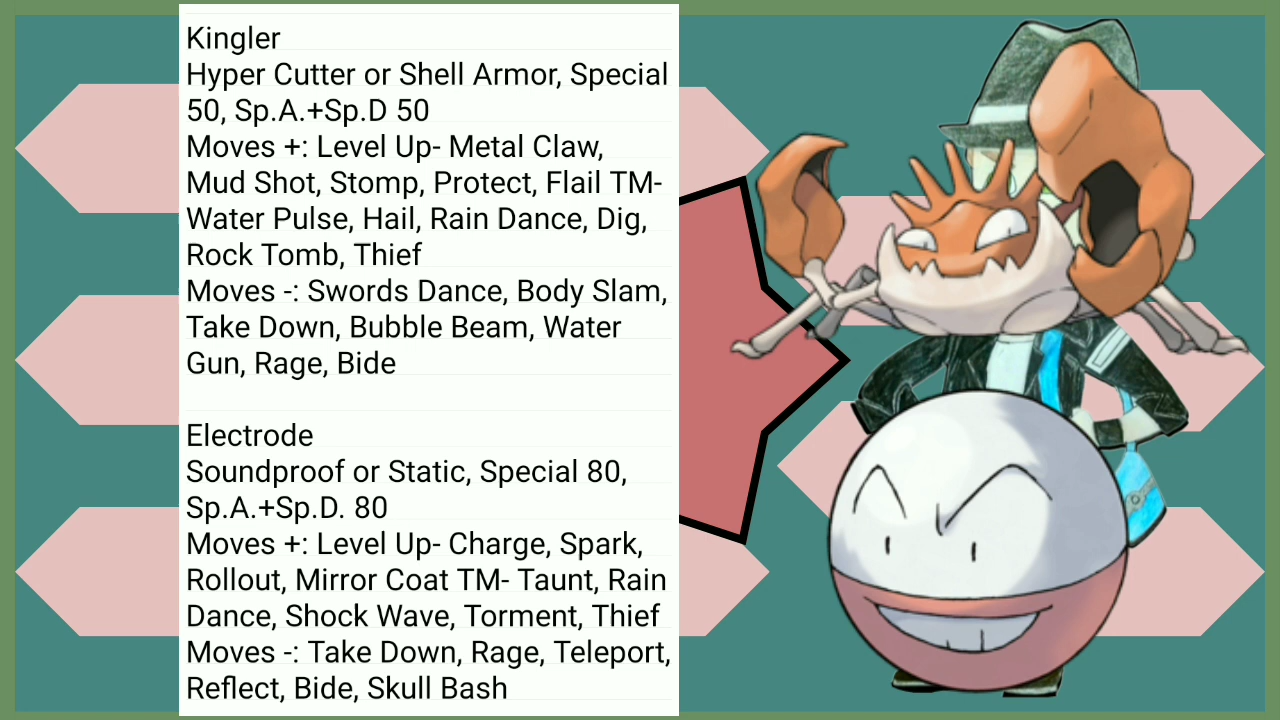 Kingler
Hyper Cutter or Shell Armor, Special
50, Sp.A.+Sp.D 50
Moves +: Level Up- Metal Claw,
Mud Shot, Stomp, Protect, Flail TM-
Water Pulse, Hail, Rain Dance, Dig,
Rock Tomb, Thief
Moves -: Swords Dance, Body Slam,
Take Down, Bubble Beam, Water
Gun, Rage, Bide
Electrode
Soundproof or Static, Special 80,
Sp.A.+Sp.D. 80
Moves +: Level Up- Charge, Spark,
Rollout, Mirror Coat TM- Taunt, Rain
Dance, Shock Wave, Torment, Thief
Moves -: Take Down, Rage, Teleport,
Reflect, Bide, Skull Bash